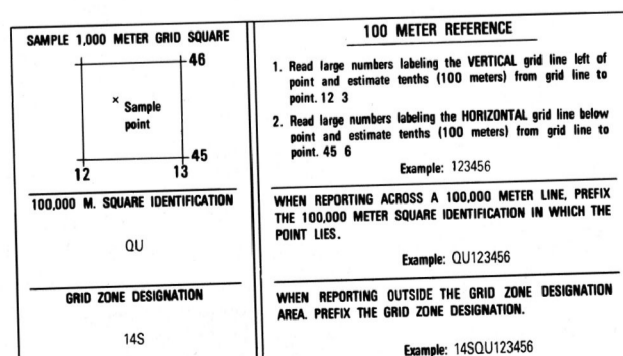 SAMPLE 1,000 METER GRID SQUARE
46
× Sample
point
45
12 13
100,000 M. SQUARE IDENTIFICATION
QU
GRID ZONE DESIGNATION
14S
100 METER REFERENCE
1. Read large numbers labeling the VERTICAL grid line left of
point and estimate tenths (100 meters) from grid line to
point. 12 3
2. Read large numbers labeling the HORIZONTAL grid line below
point and estimate tenths (100 meters) from grid line to
point. 45 6
Example: 123456
WHEN REPORTING ACROSS A 100,000 METER LINE, PREFIX
THE 100,000 METER SQUARE IDENTIFICATION IN WHICH THE
POINT LIES.
Example: QU123456
WHEN REPORTING OUTSIDE THE GRID ZONE DESIGNATION
AREA. PREFIX THE GRID ZONE DESIGNATION.
Example: 14SQU123456